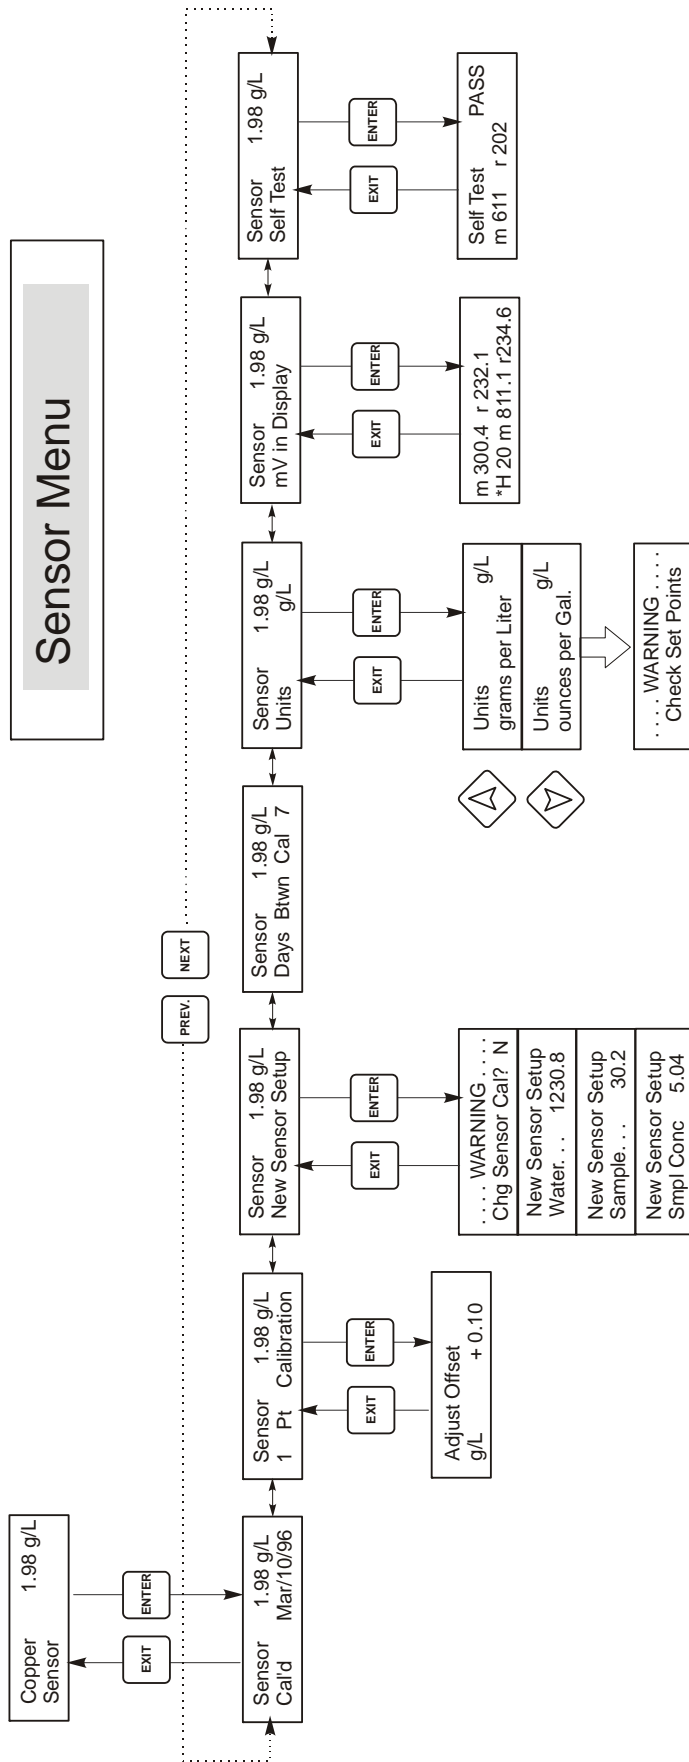 Sensor Menu
Copper 1.98 g/L
Sensor
EXIT
ENTER
PREV.
NEXT
Sensor 1.98 g/L
Cal'd Mar/10/96
Sensor 1.98 g/L
1 Pt Calibration
EXIT
ENTER
Adjust Offset
g/L + 0.10
Sensor 1.98 g/L
New Sensor Setup
EXIT
ENTER
. . . . WARNING . . . .
Chg Sensor Cal? N
New Sensor Setup
Water. . . 1230.8
New Sensor Setup
Sample. . . 30.2
New Sensor Setup
Smpl Conc 5.04
Sensor 1.98 g/L
Days Btwn Cal 7
Sensor 1.98 g/L
Units g/L
EXIT
ENTER
Units g/L
grams per Liter
Units g/L
ounces per Gal.
. . . . WARNING . . . .
Check Set Points
Sensor 1.98 g/L
mV in Display
EXIT
ENTER
m 300.4 r 232.1
*H 20 m 811.1 r234.6
Sensor 1.98 g/L
Self Test
EXIT
ENTER
Self Test PASS
m 611 r 202